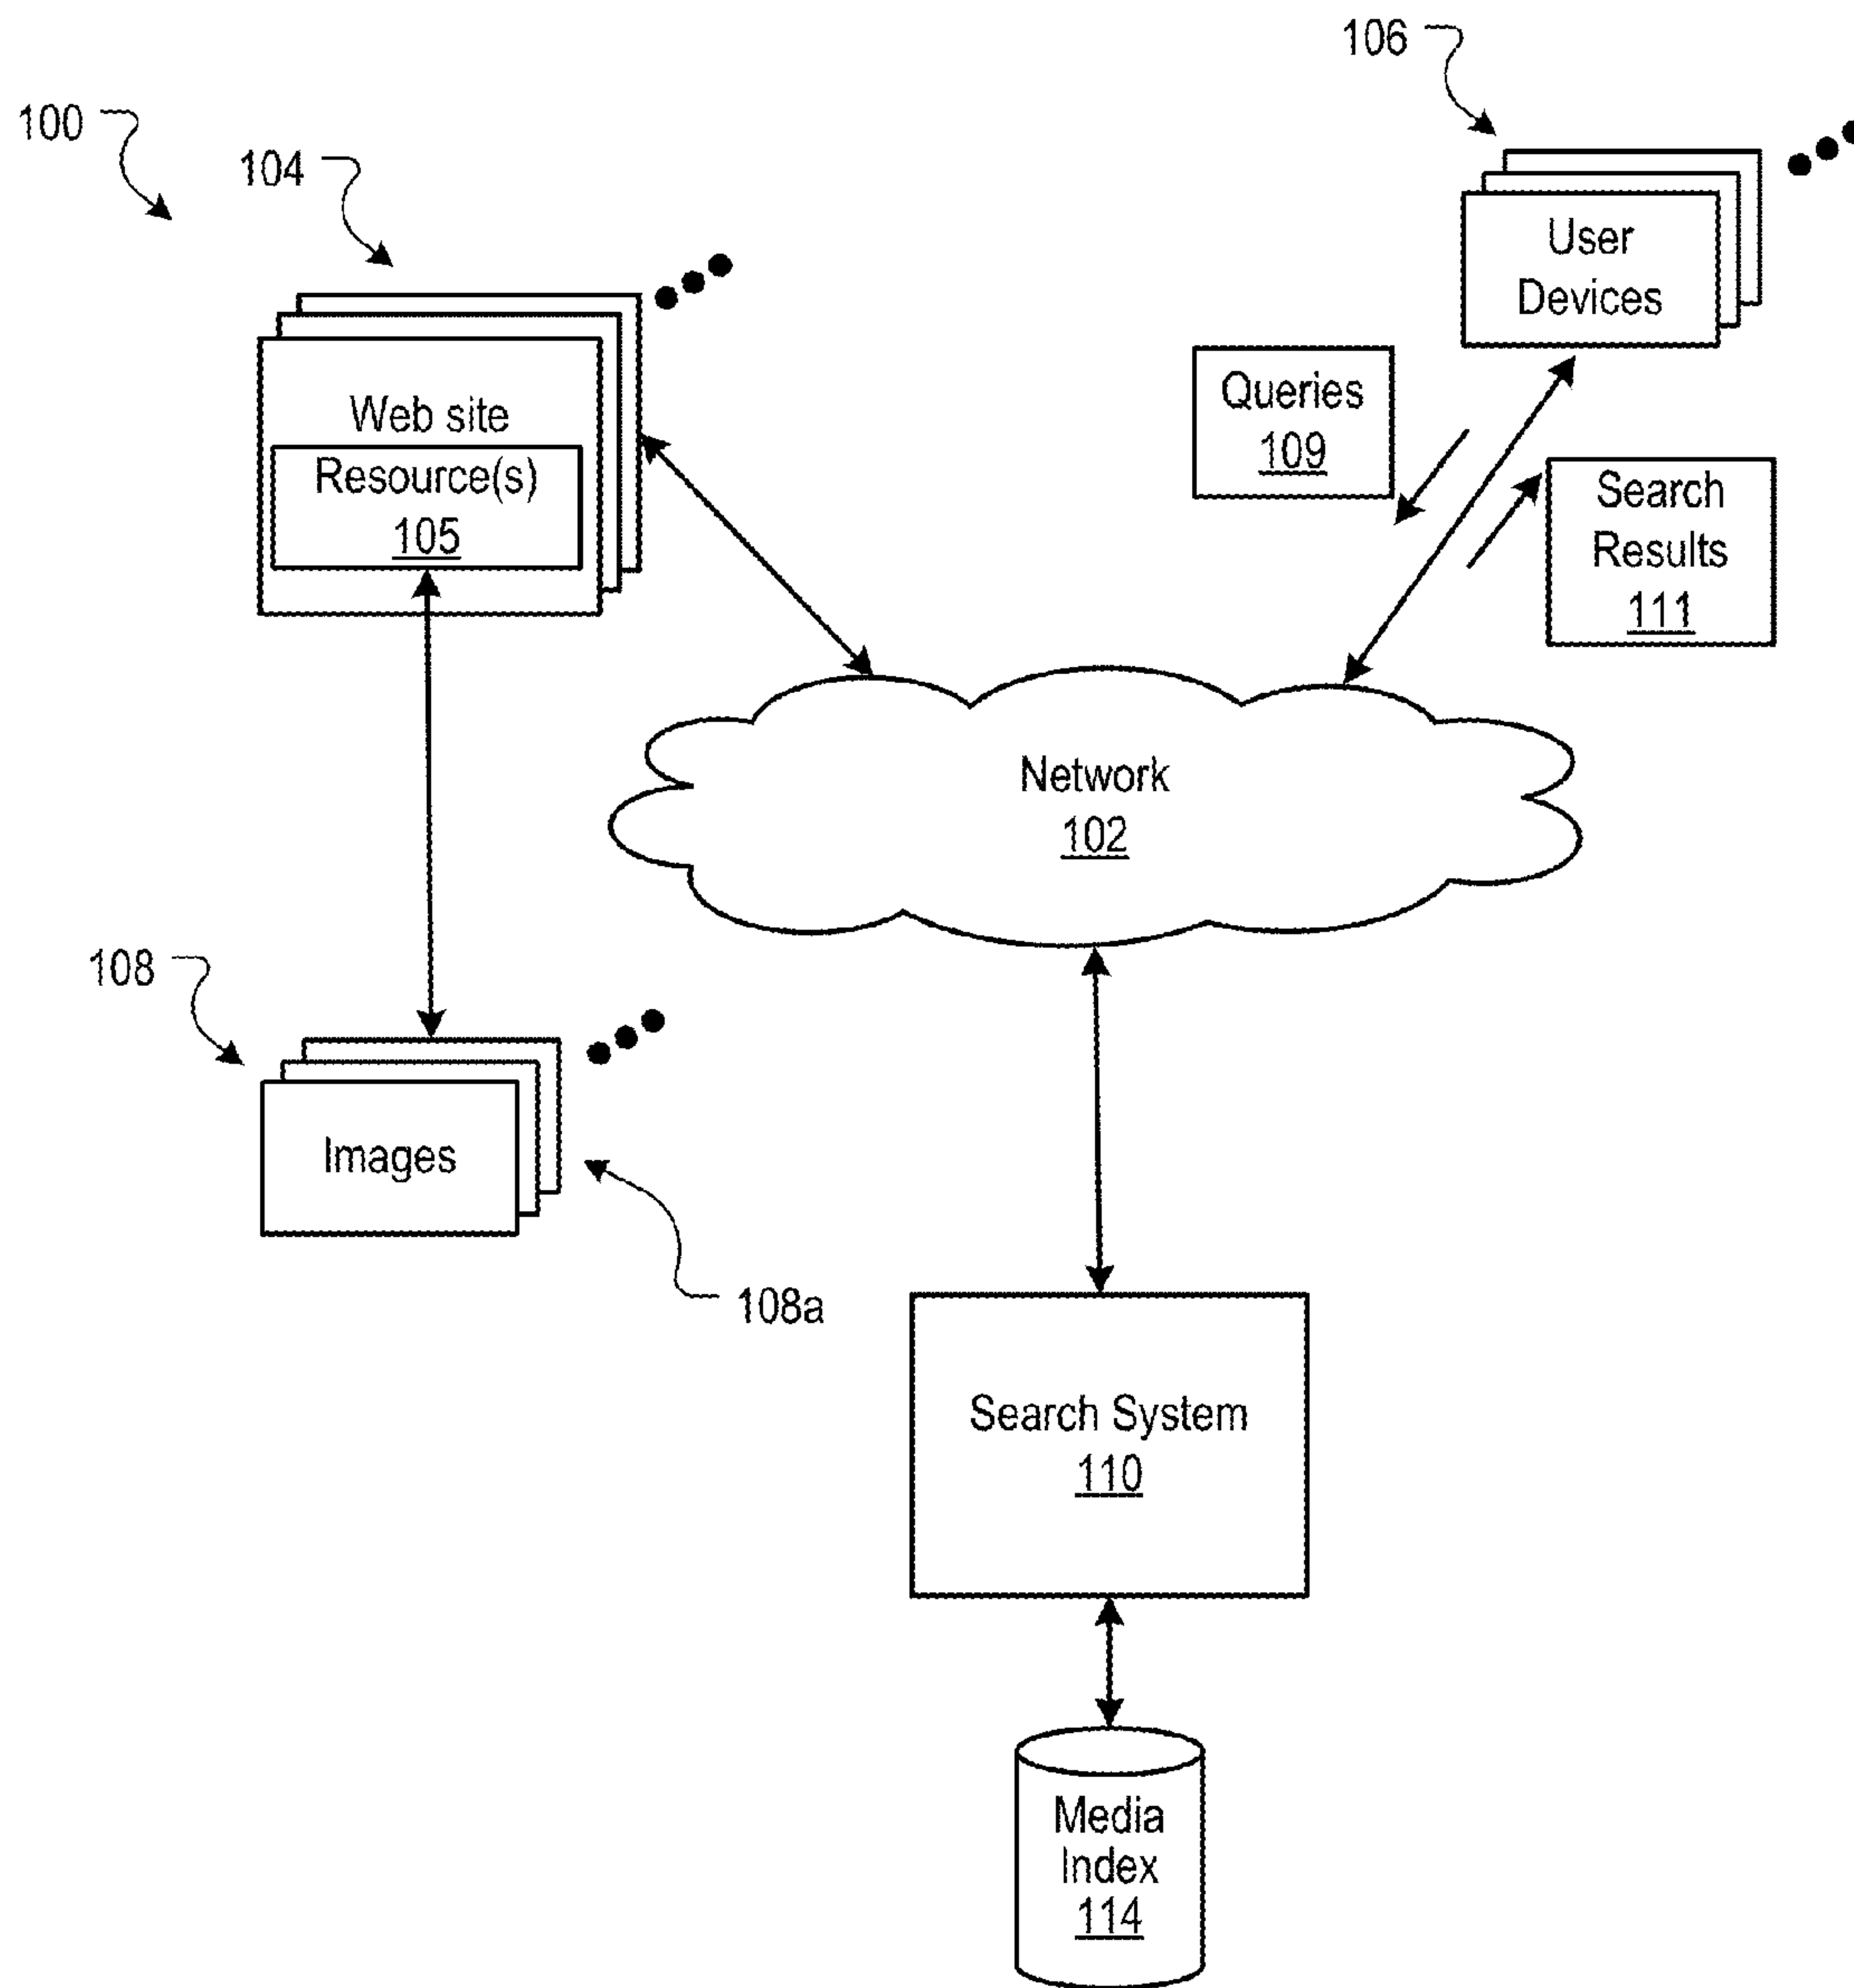 106
100
104
User
Devices
Queries
109
Web site
Resource(s)
105
Search
Results
111
Network
102
108
Images
108a
Search System
110
Media
Index
114